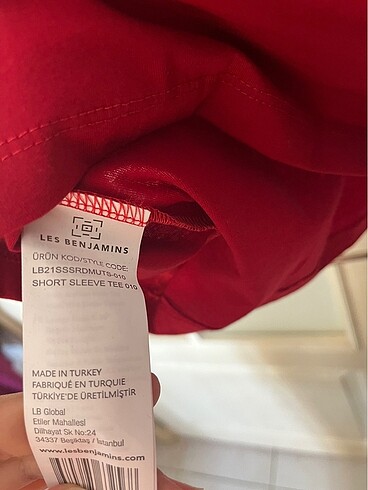 LES BENJAMINS
ÜRÜN KOD/STYLE CODE:
LB21SSSRDMUTS-010
SHORT SLEEVE TEE 010
MADE IN TURKEY
FABRIQUÉ EN TURQUIE
TÜRKİYE'DE ÜRETİLMİŞTİR
LB Global
Etiler Mahallesi
Dilhayat Sk No:24
34337 Beşiktaş / İstanbul
www.lesbenjamins.com